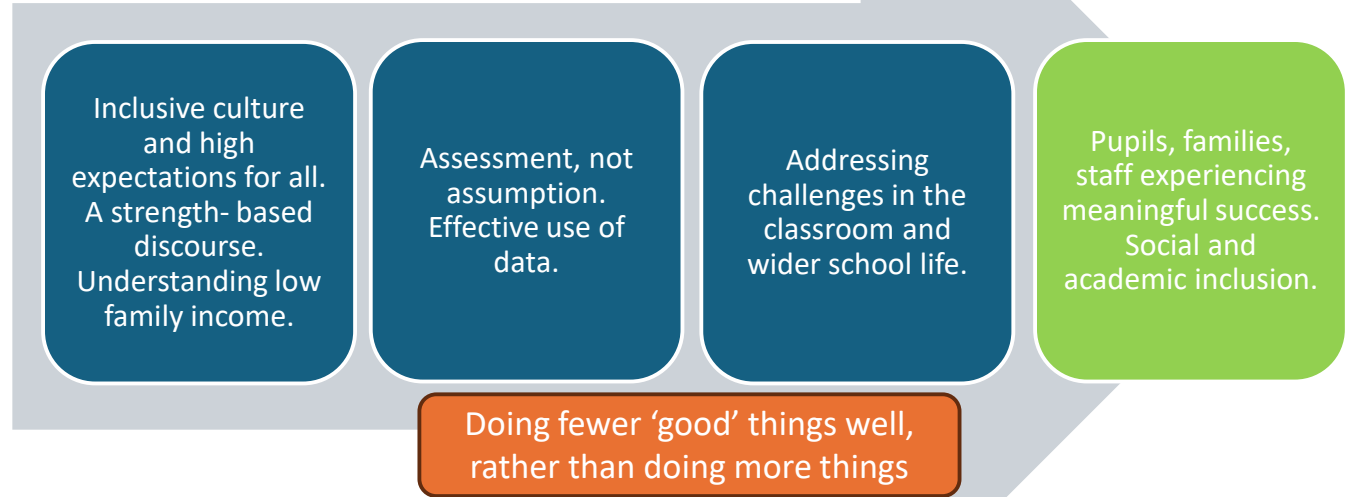 Inclusive culture
and high
expectations for all.
A strength- based
discourse.
Understanding low
family income.
Assessment, not
assumption.
Effective use of
data.
Addressing
challenges in the
classroom and
wider school life.
Pupils, families,
staff experiencing
meaningful success.
Social and
academic inclusion.
Doing fewer ‘good’ things well,
rather than doing more things